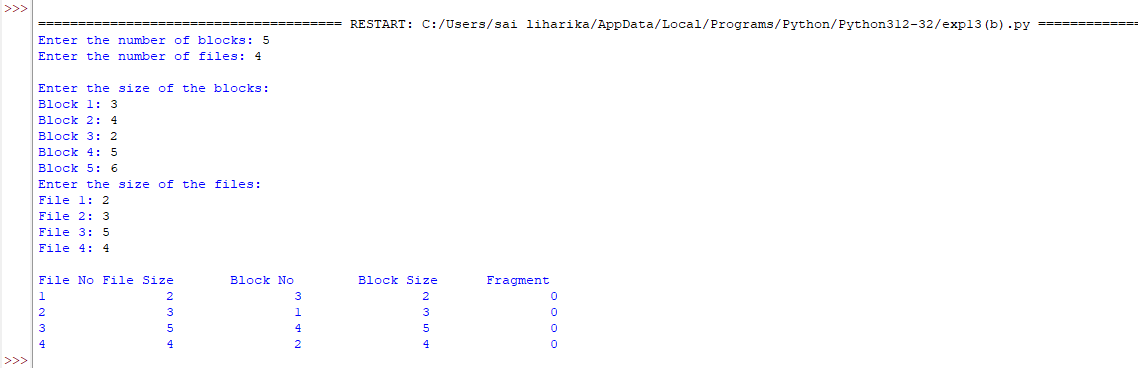 >>>
====================================== RESTART: C:/Users/sai liharika/AppData/Local/Programs/Python/Python312-32/exp13(b).py =============
Enter the number of blocks: 5
Enter the number of files: 4
Enter the size of the blocks:
Block 1: 3
Block 2: 4
Block 3: 2
Block 4: 5
Block 5: 6
Enter the size of the files:
File 1: 2
File 2: 3
File 3: 5
File 4: 4
File No File Size       Block No        Block Size      Fragment
1               2               3               2               0
2               3               1               3               0
3               5               4               5               0
4               4               2               4               0
>>>